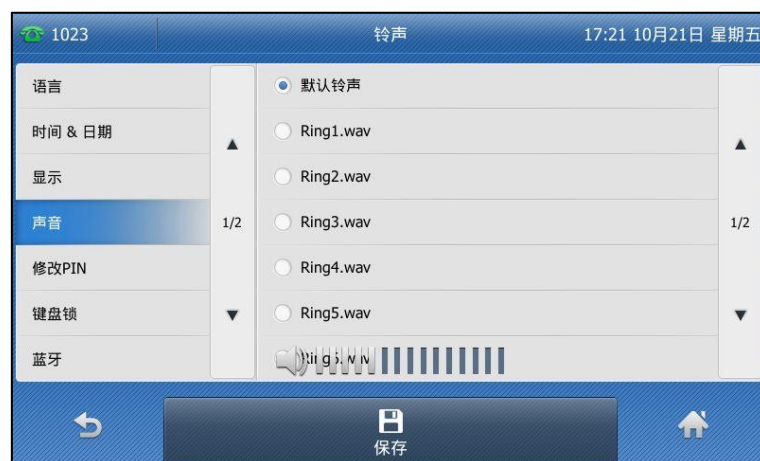 1023
铃声
17:21 10月21日 星期五
语言
时间 & 日期
显示
声音
修改PIN
键盘锁
蓝牙
1/2
默认铃声
Ring1.wav
Ring2.wav
Ring3.wav
Ring4.wav
Ring5.wav
1/2
保存